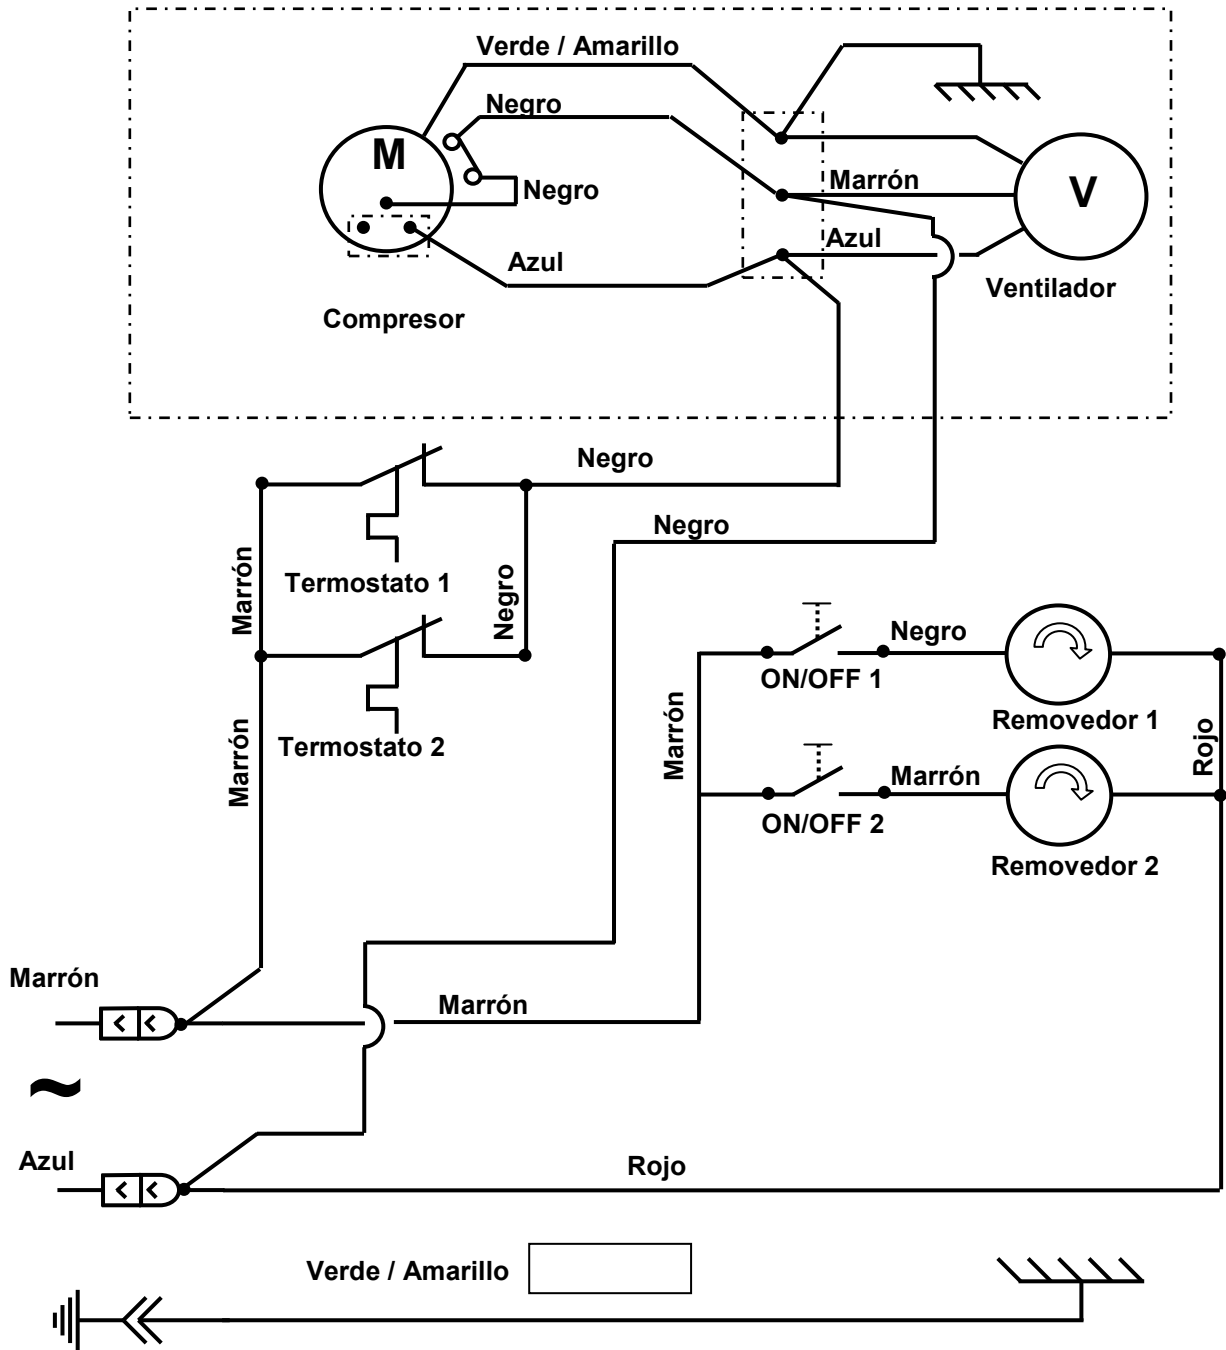 Verde / Amarillo
Negro
M
Negro
Marrón
V
Azul
Azul
Ventilador
Compresor
Negro
Negro
Marrón
Termostato 1
Negro
Negro
ON/OFF 1
Removedor 1
Marrón
Marrón
Termostato 2
Rojo
Marrón
ON/OFF 2
Removedor 2
Marrón
Marrón
~
Azul
Rojo
Verde / Amarillo